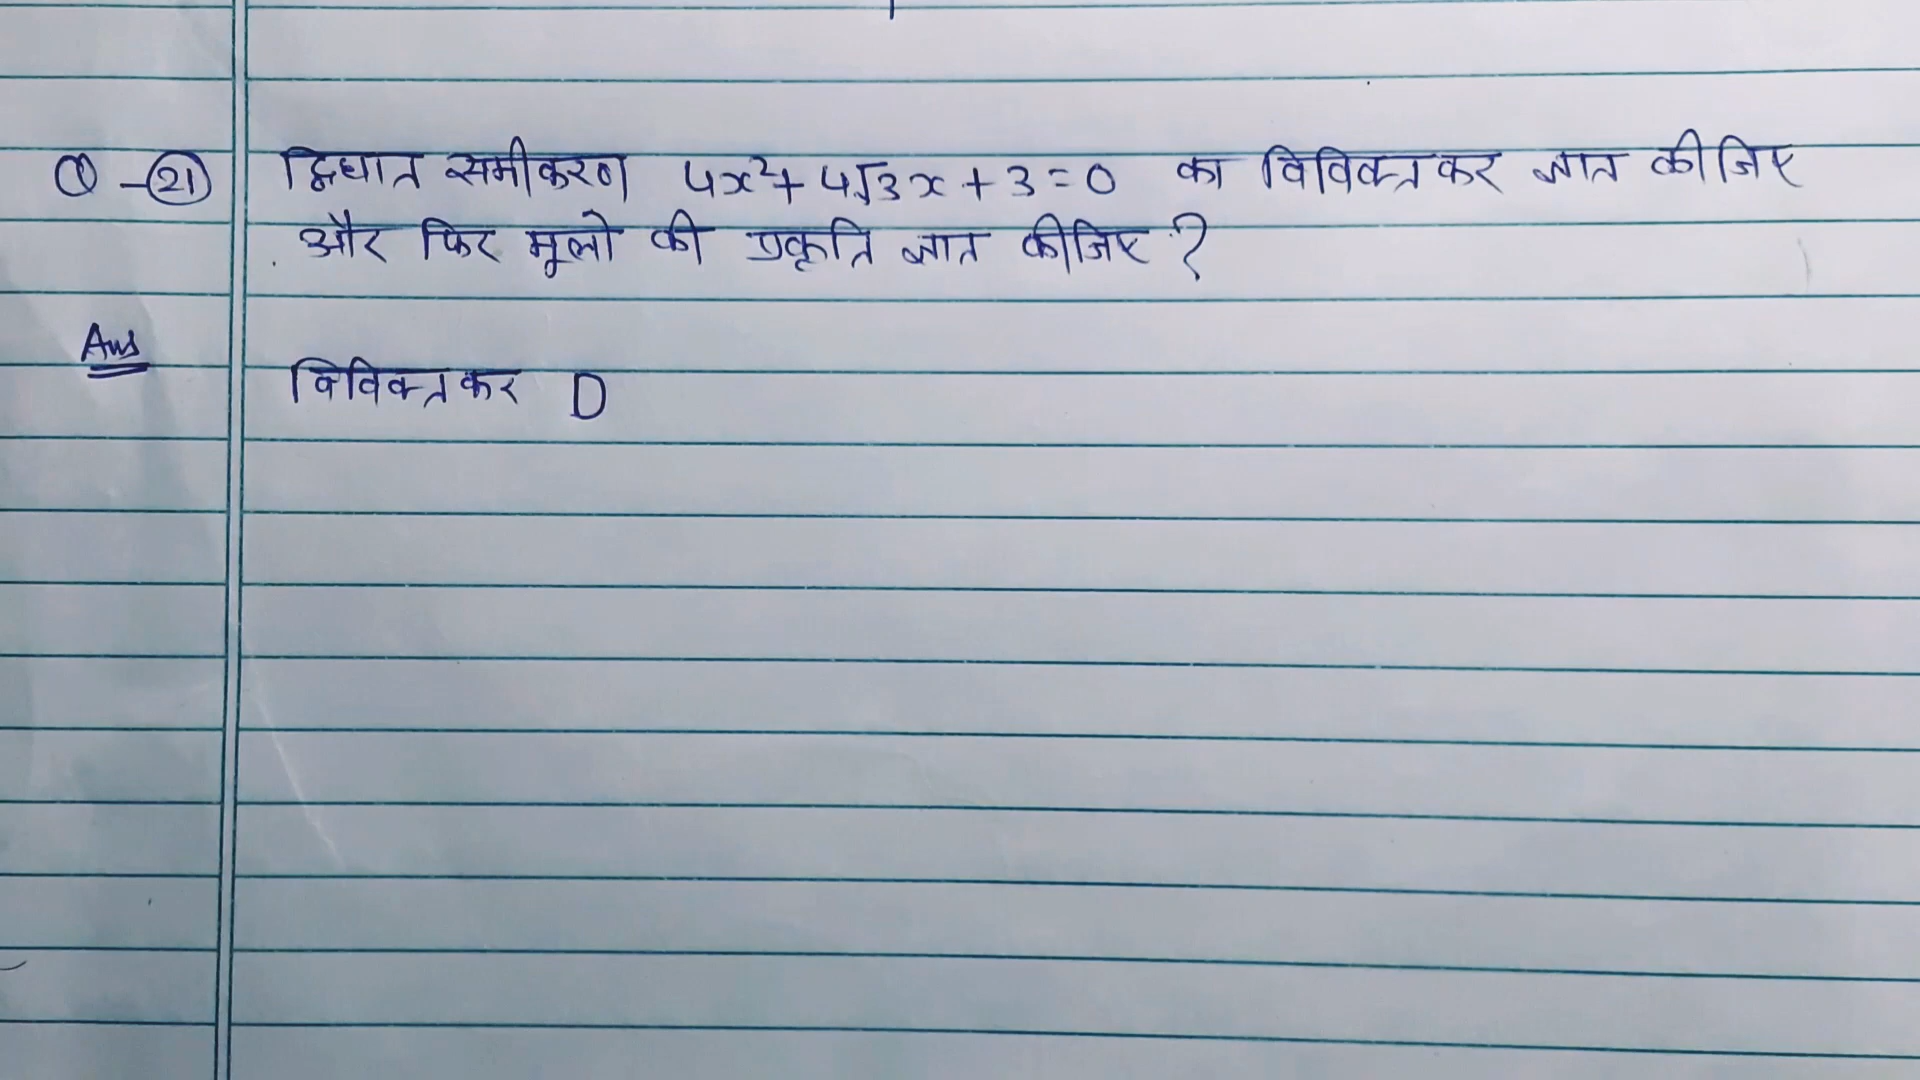 Q-21 द्विघात समीकरण 4x²+4√3x+3=0 का विविक्तकर ज्ञात कीजिए
और फिर मूलो की प्रकृति ज्ञात कीजिए ?
Ans
विविक्तकर D